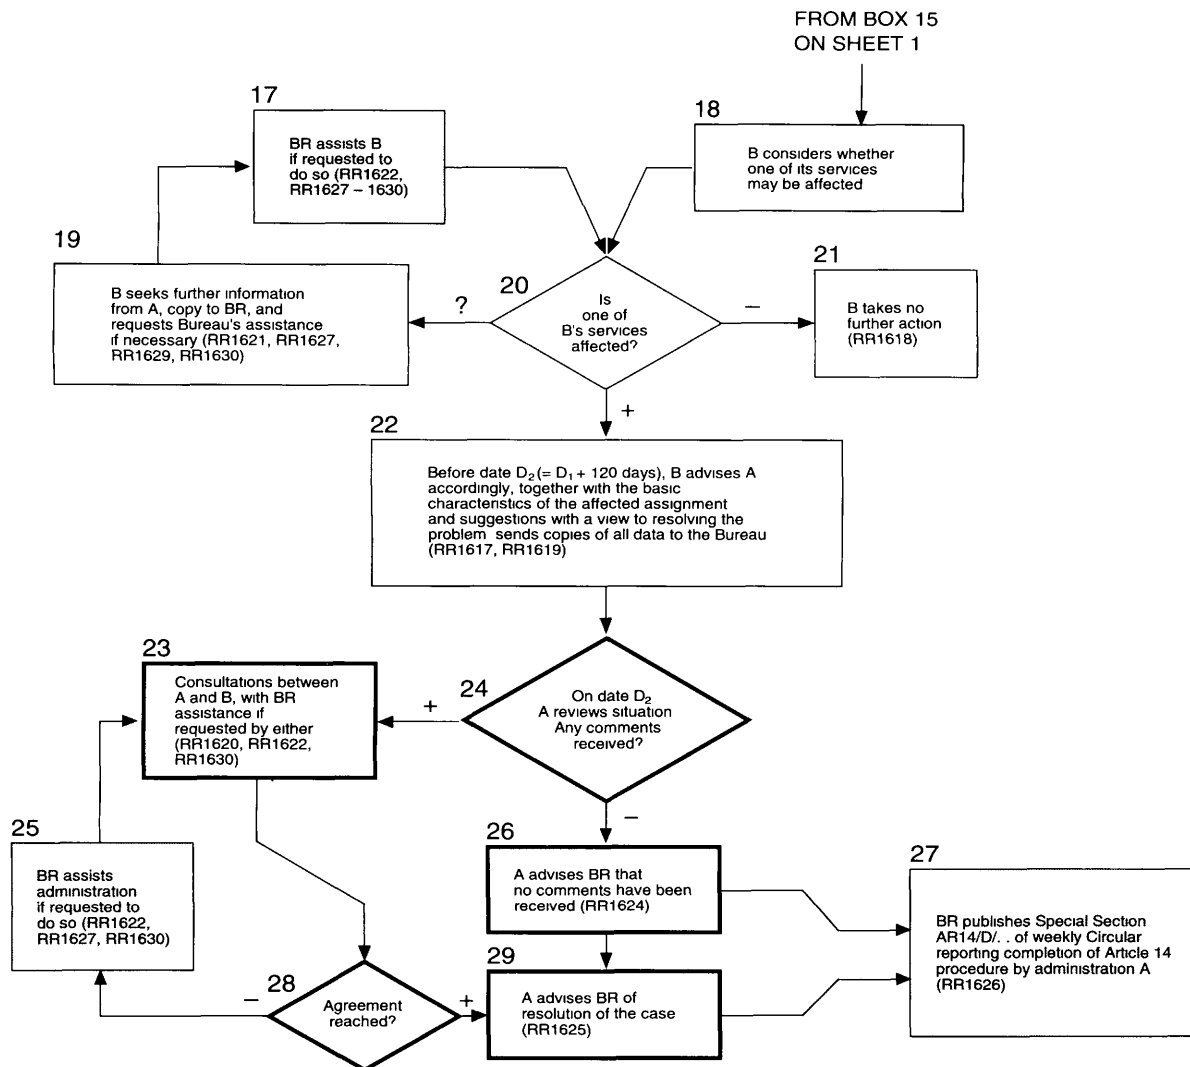 FROM BOX 15
ON SHEET 1
17
BR assists B
if requested to
do so (RR1622,
RR1627 – 1630)
18
B considers whether
one of its services
may be affected
19
B seeks further information
from A, copy to BR, and
requests Bureau's assistance
if necessary (RR1621, RR1627,
RR1629, RR1630)
?
20
Is
one of
B's services
affected?
–
21
B takes no
further action
(RR1618)
+
22
Before date D2 (= D1 + 120 days), B advises A
accordingly, together with the basic
characteristics of the affected assignment
and suggestions with a view to resolving the
problem sends copies of all data to the Bureau
(RR1617, RR1619)
23
Consultations between
A and B, with BR
assistance if
requested by either
(RR1620, RR1622,
RR1630)
+
24
On date D2
A reviews situation
Any comments
received?
–
25
BR assists
administration
if requested to
do so (RR1622,
RR1627, RR1630)
26
A advises BR that
no comments have been
received (RR1624)
27
BR publishes Special Section
AR14/D/. . of weekly Circular
reporting completion of Article 14
procedure by administration A
(RR1626)
–
28
Agreement
reached?
+
29
A advises BR of
resolution of the case
(RR1625)